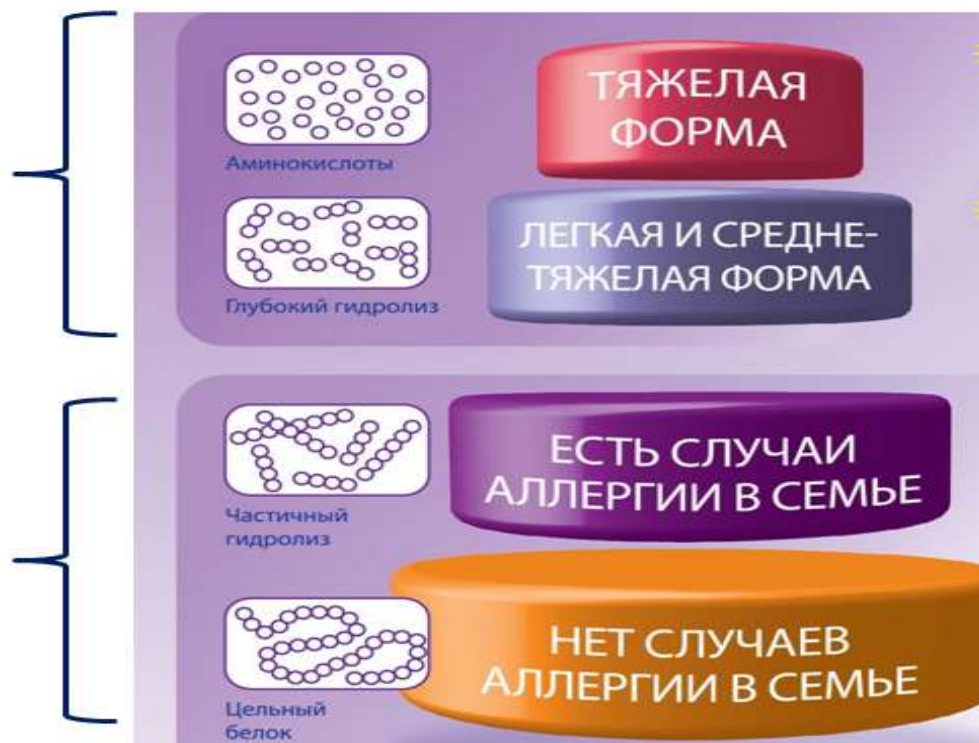 Аминокислоты
ТЯЖЕЛАЯ
ФОРМА
Глубокий гидролиз
ЛЕГКАЯ И СРЕДНЕ-
ТЯЖЕЛАЯ ФОРМА
Частичный
гидролиз
ЕСТЬ СЛУЧАИ
АЛЛЕРГИИ В СЕМЬЕ
Цельный
белок
НЕТ СЛУЧАЕВ
АЛЛЕРГИИ В СЕМЬЕ